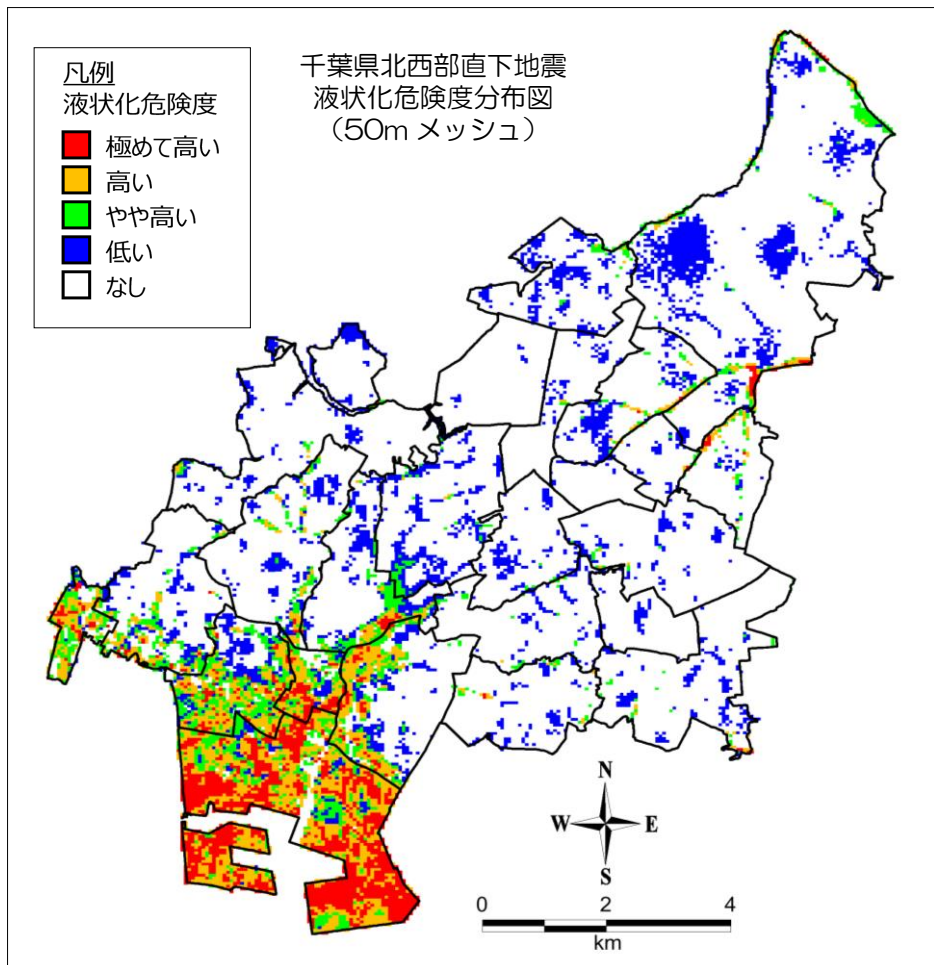 千葉県北西部直下地震
液状化危険度分布図
（50m メッシュ）
凡例
液状化危険度
極めて高い
高い
やや高い
低い
なし
N
W E
S
0 2 4
km